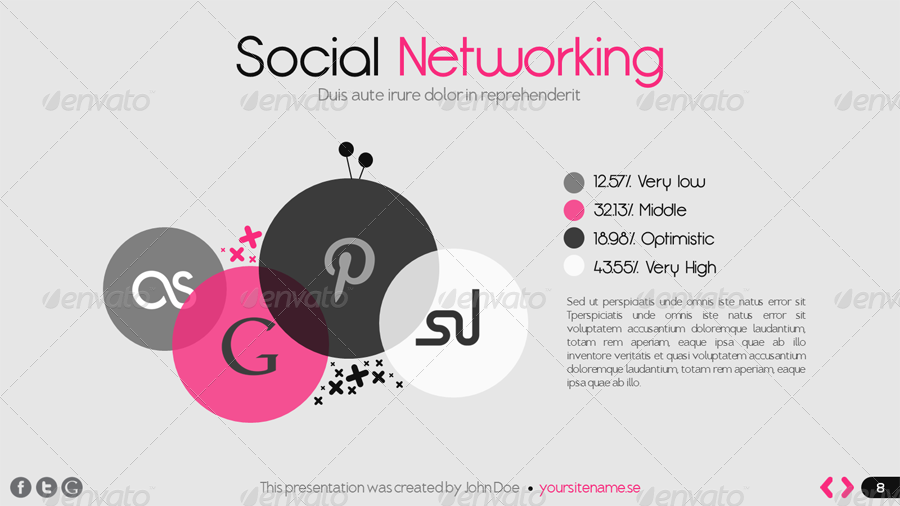 Social Networking
Duis aute irure dolor in reprehenderit
12.57% Very low
32.13% Middle
18.98% Optimistic
43.55% Very High
Sed ut perspiciatis unde omnis iste natus error sit
Tperspiciatis unde omnis iste natus error sit
voluptatem accusantium doloremque laudantium,
totam rem aperiam, eaque ipsa quae ab illo
inventore veritatis et quasi voluptatem accusantium
doloremque laudantium, totam rem aperiam, eaque
ipsa quae ab illo.
as
G
P
su
f t G
This presentation was created by John Doe • yoursitename.se
8
envato